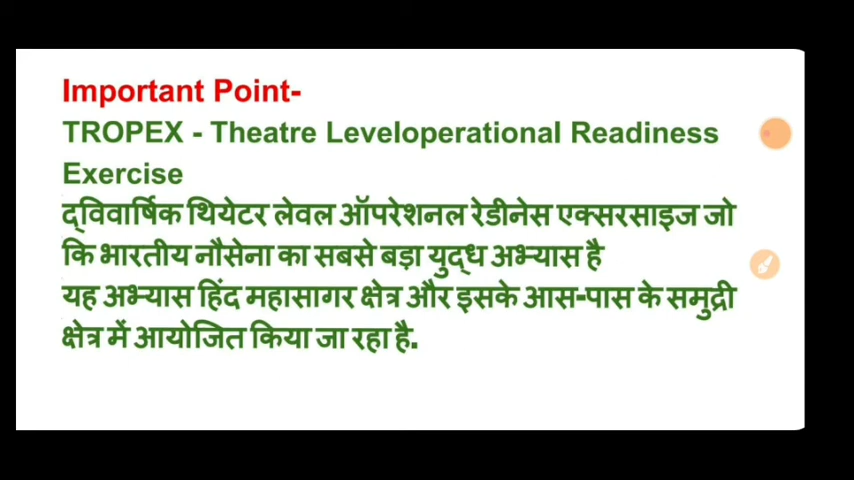 Important Point-
TROPEX - Theatre Leveloperational Readiness
Exercise
द्विवार्षिक थियेटर लेवल ऑपरेशनल रेडीनेस एक्सरसाइज जो
कि भारतीय नौसेना का सबसे बड़ा युद्ध अभ्यास है
यह अभ्यास हिंद महासागर क्षेत्र और इसके आस-पास के समुद्री
क्षेत्र में आयोजित किया जा रहा है.